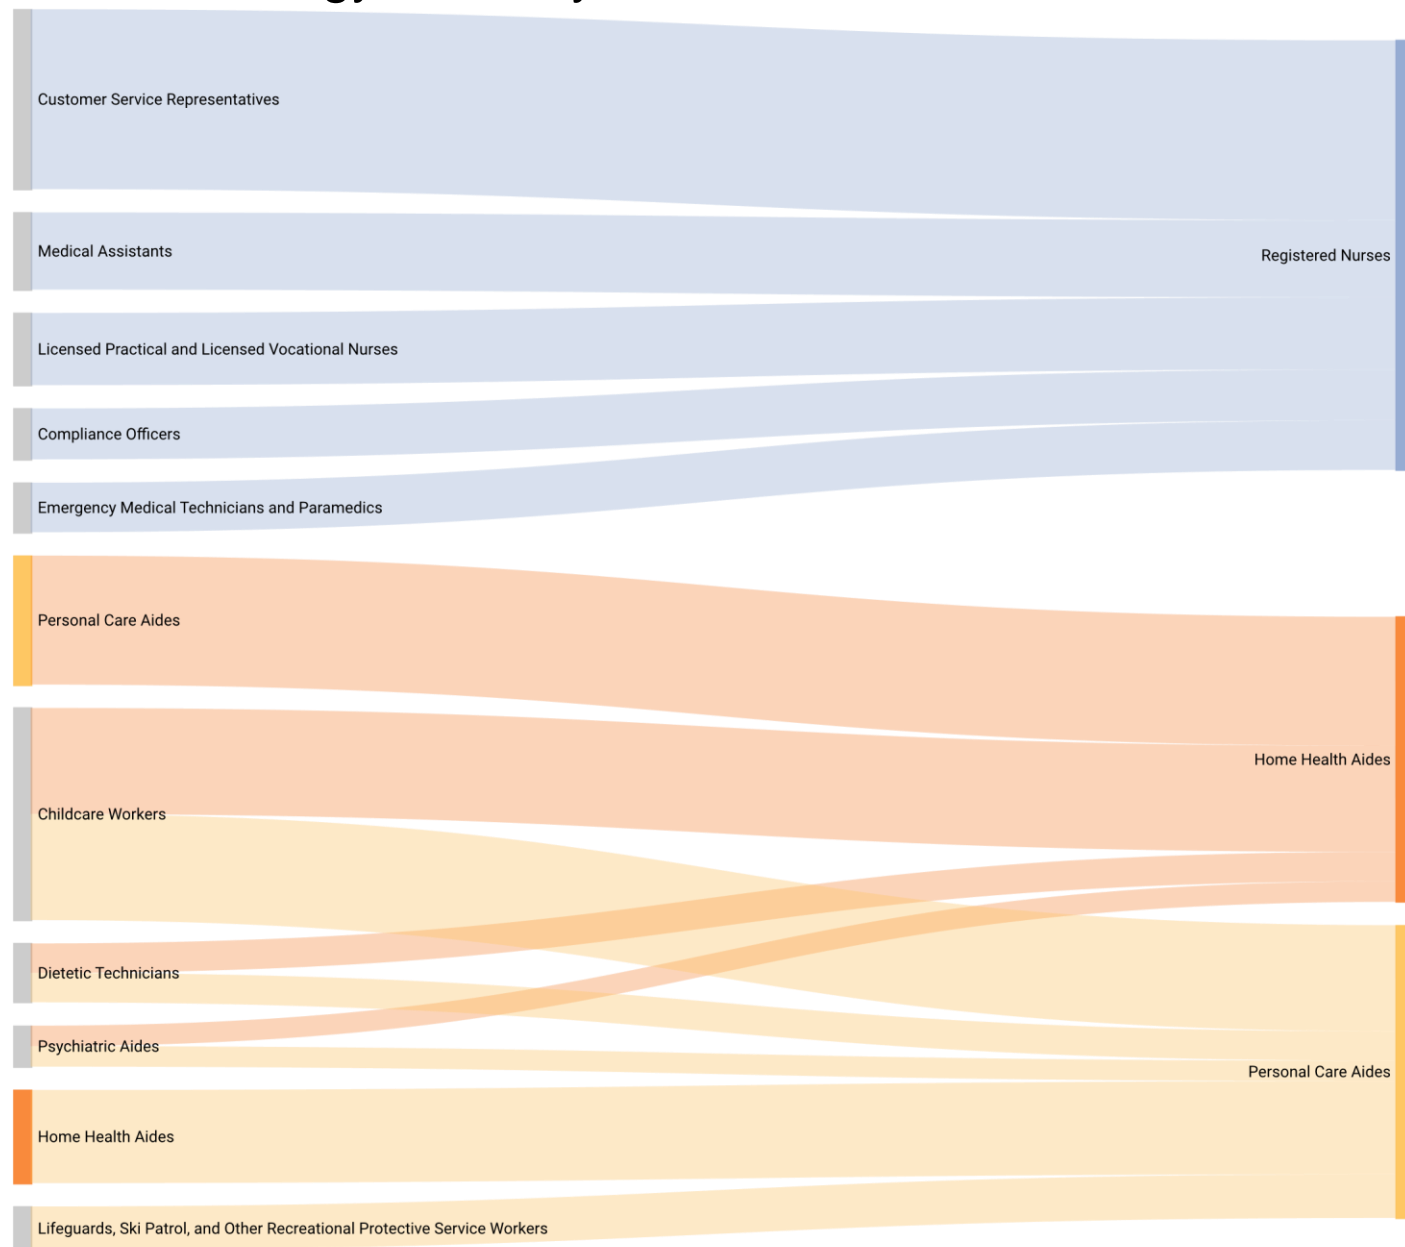 Customer Service Representatives
Medical Assistants
Registered Nurses
Licensed Practical and Licensed Vocational Nurses
Compliance Officers
Emergency Medical Technicians and Paramedics
Personal Care Aides
Home Health Aides
Childcare Workers
Dietetic Technicians
Psychiatric Aides
Personal Care Aides
Home Health Aides
Lifeguards, Ski Patrol, and Other Recreational Protective Service Workers